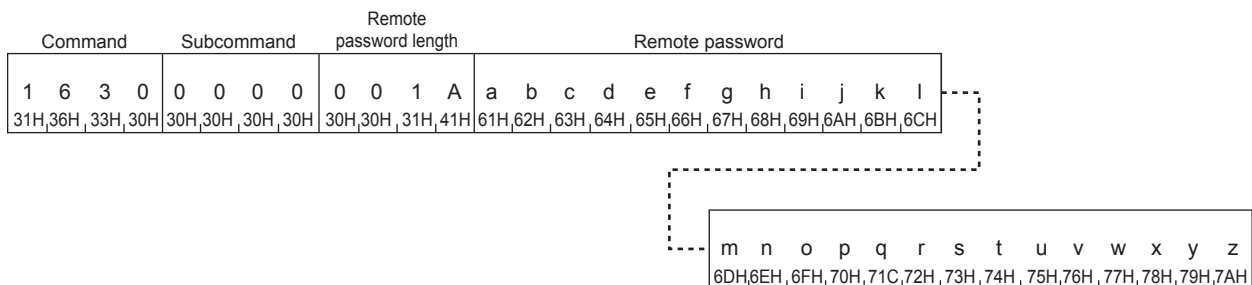 Command Subcommand Remote password length Remote password
1 6 3 0 0 0 0 0 0 0 1 A a b c d e f g h i j k l
31H 36H 33H 30H 30H 30H 30H 30H 30H 30H 31H 41H 61H 62H 63H 64H 65H 66H 67H 68H 69H 6AH 6BH 6CH
m n o p q r s t u v w x y z
6DH 6EH 6FH 70H 71C 72H 73H 74H 75H 76H 77H 78H 79H 7AH